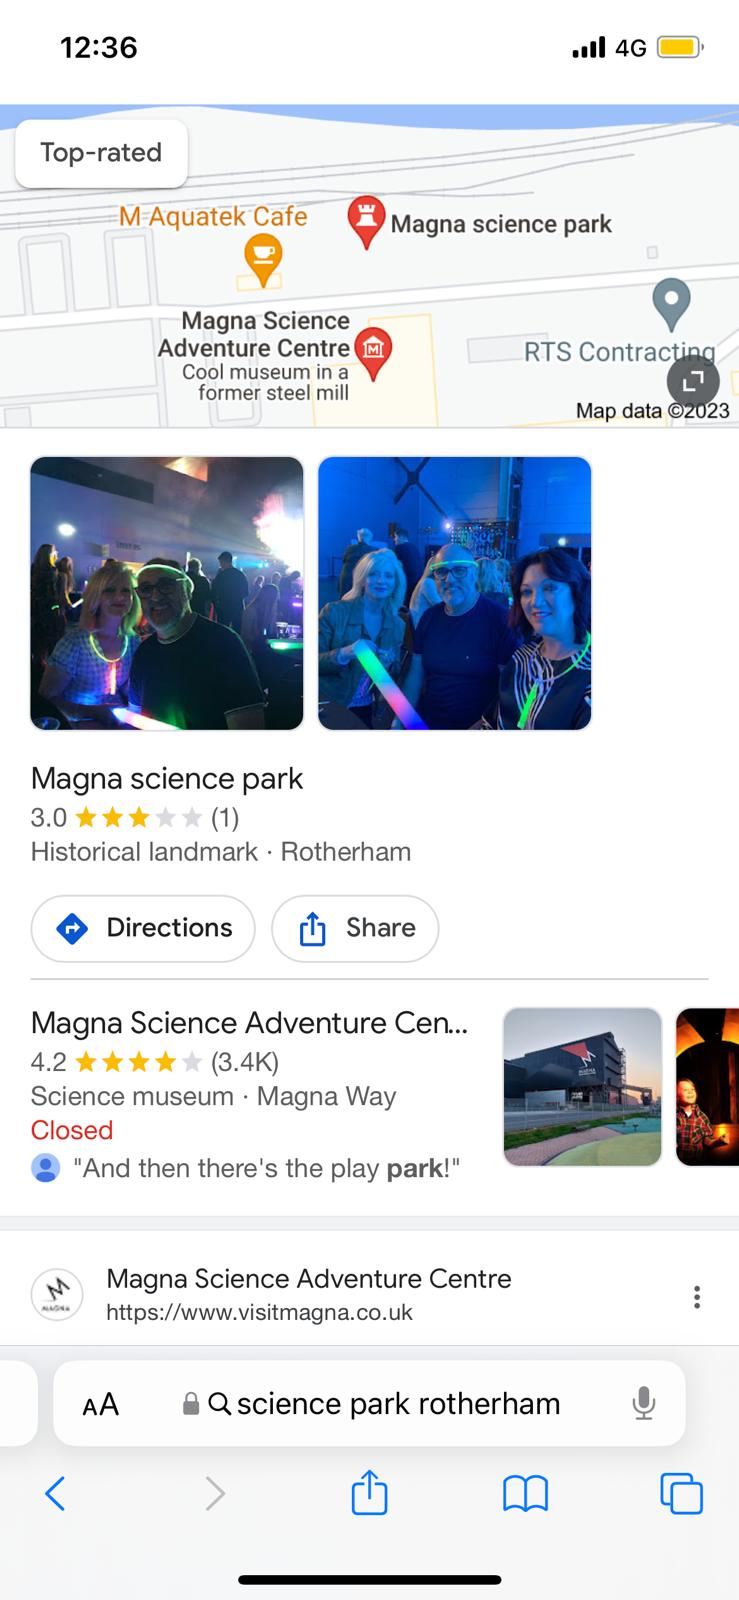 12:36
4G
Top-rated
M Aquatek Cafe
Magna science park
Magna Science
Adventure Centre
Cool museum in a
former steel mill
RTS Contracting
Map data ©2023
Magna science park
3.0 (1)
Historical landmark · Rotherham
Directions
Share
Magna Science Adventure Cen...
4.2 (3.4K)
Science museum · Magna Way
Closed
"And then there's the play park!"
MAGNA
Magna Science Adventure Centre
https://www.visitmagna.co.uk
AA
science park rotherham